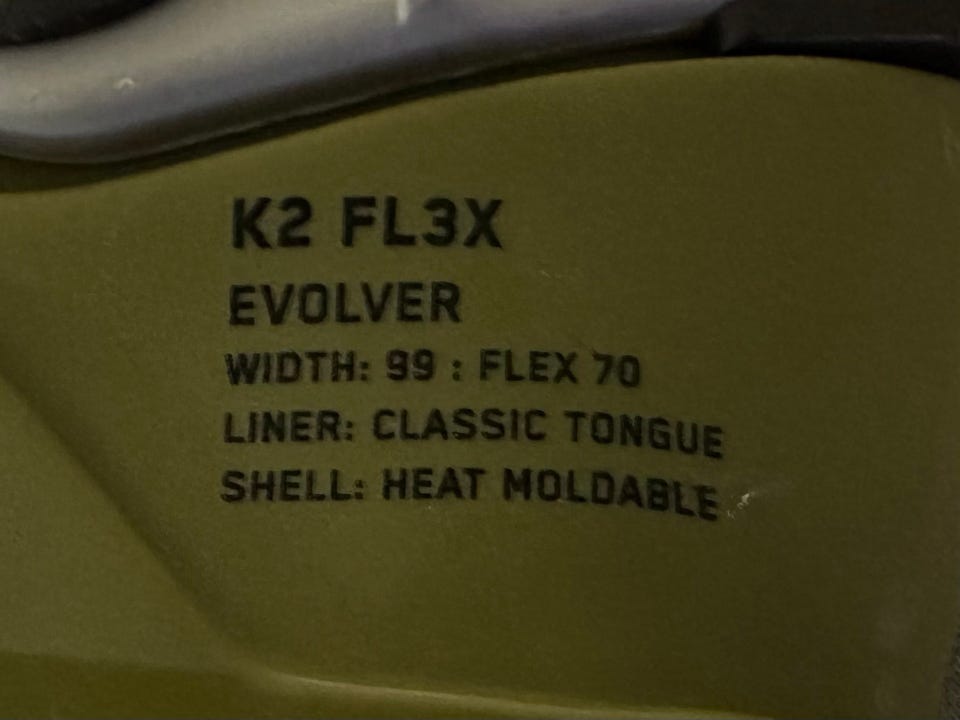 K2 FL3X
EVOLVER
WIDTH: 99 : FLEX 70
LINER: CLASSIC TONGUE
SHELL: HEAT MOLDABLE